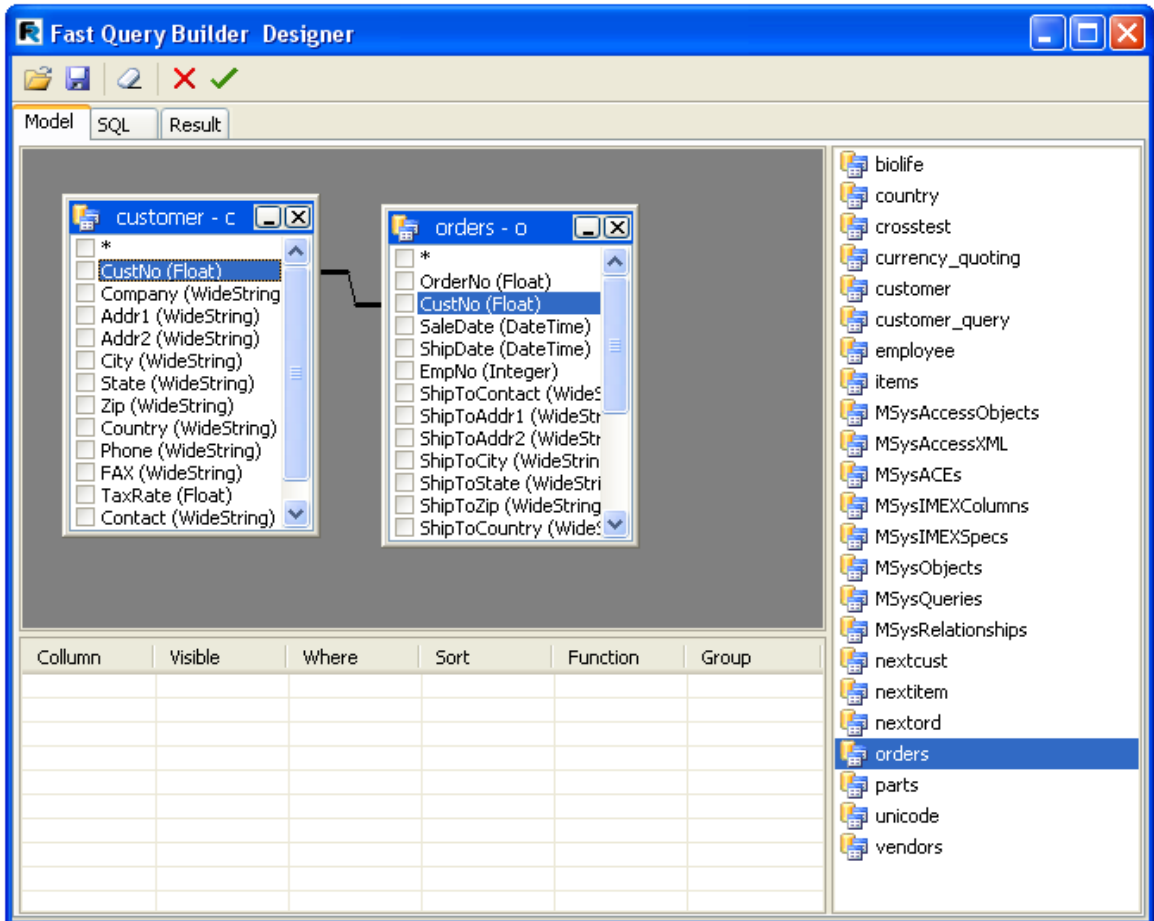 Fast Query Builder Designer
Model SQL Result
customer - c
*
CustNo (Float)
Company (WideString
Addr1 (WideString)
Addr2 (WideString)
City (WideString)
State (WideString)
Zip (WideString)
Country (WideString)
Phone (WideString)
FAX (WideString)
TaxRate (Float)
Contact (WideString)
orders - o
*
OrderNo (Float)
CustNo (Float)
SaleDate (DateTime)
ShipDate (DateTime)
EmpNo (Integer)
ShipToContact (WideS
ShipToAddr1 (WideStr
ShipToAddr2 (WideStr
ShipToCity (WideStrin
ShipToState (WideStri
ShipToZip (WideString
ShipToCountry (WideS
Collumn Visible Where Sort Function Group
biolife
country
crosstest
currency_quoting
customer
customer_query
employee
items
MSysAccessObjects
MSysAccessXML
MSysACEs
MSysIMEXColumns
MSysIMEXSpecs
MSysObjects
MSysQueries
MSysRelationships
nextcust
nextitem
nextord
orders
parts
unicode
vendors